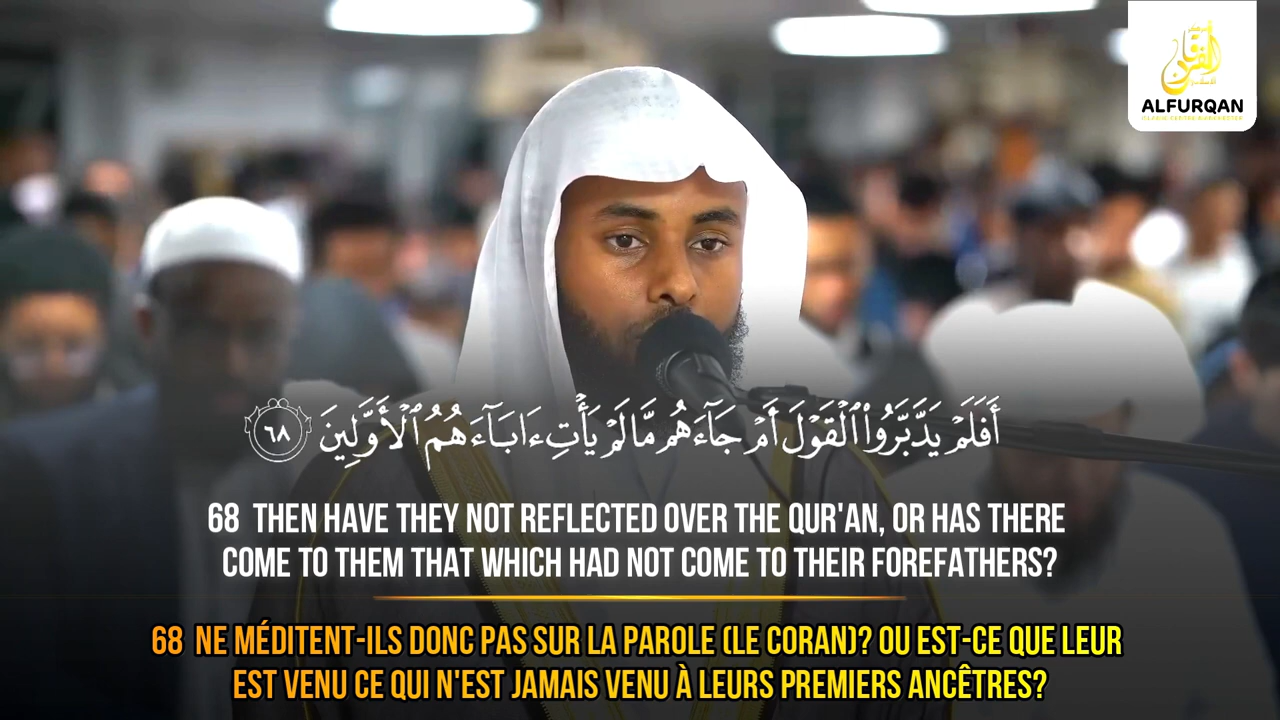 ALFURQAN
أَفَلَمْ يَدَّبَّرُوا۟ ٱلْقَوْلَ أَمْ جَآءَهُم مَّا لَمْ يَأْتِ ءَابَآءَهُمُ ٱلْأَوَّلِينَ ٦٨
68 THEN HAVE THEY NOT REFLECTED OVER THE QUR'AN, OR HAS THERE
COME TO THEM THAT WHICH HAD NOT COME TO THEIR FOREFATHERS?
68 NE MÉDITENT-ILS DONC PAS SUR LA PAROLE (LE CORAN)? OU EST-CE QUE LEUR
EST VENU CE QUI N'EST JAMAIS VENU À LEURS PREMIERS ANCÊTRES?